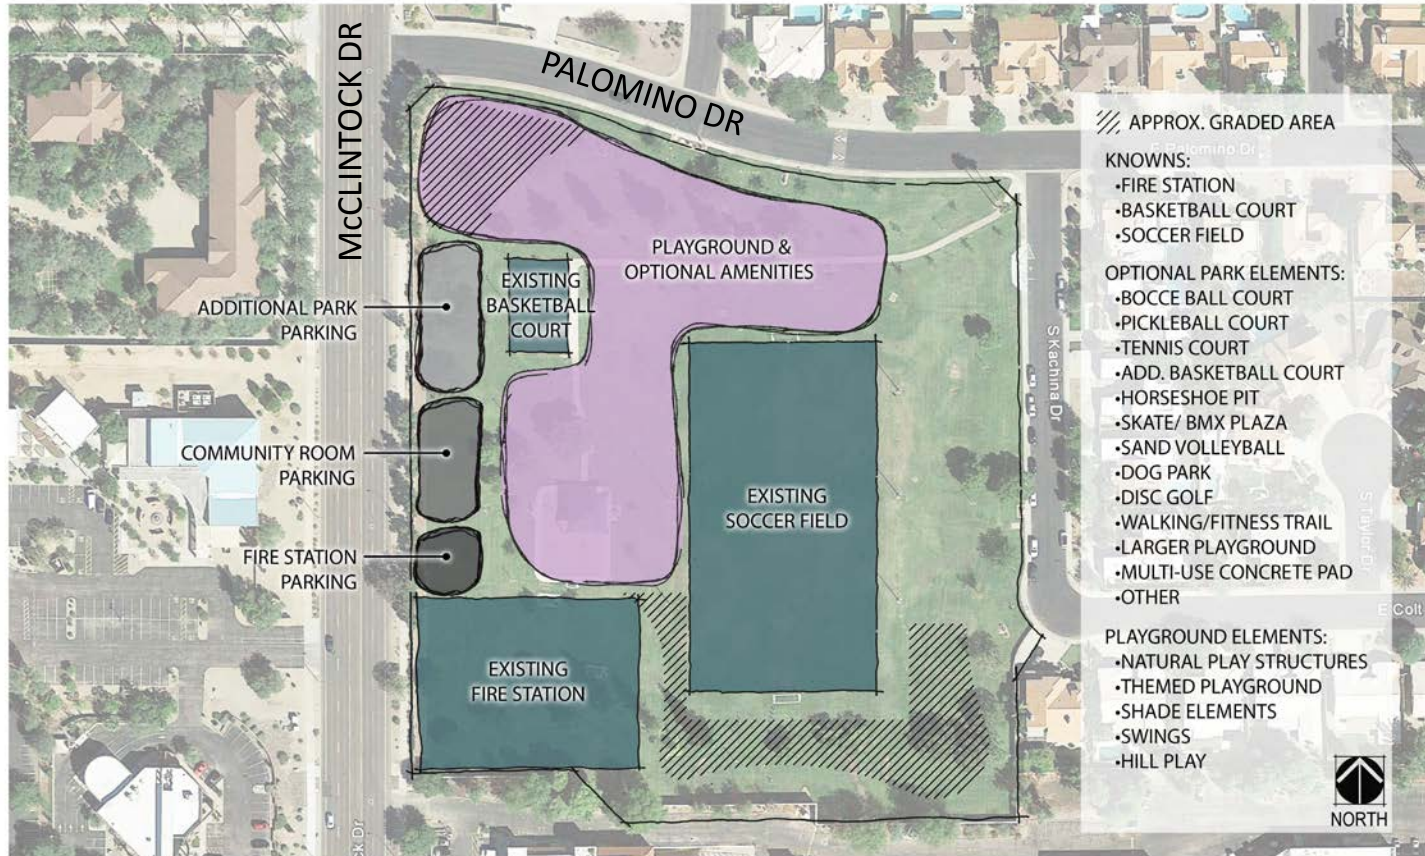 McCLINTOCK DR
PALOMINO DR
PLAYGROUND &
OPTIONAL AMENITIES
EXISTING
BASKETBALL
COURT
ADDITIONAL PARK
PARKING
COMMUNITY ROOM
PARKING
FIRE STATION
PARKING
EXISTING
SOCCER FIELD
EXISTING
FIRE STATION
S Kachina Dr
ck Dr
APPROX. GRADED AREA
E Palomino Dr
KNOWNS:
•FIRE STATION
•BASKETBALL COURT
•SOCCER FIELD
OPTIONAL PARK ELEMENTS:
•BOCCE BALL COURT
•PICKLEBALL COURT
•TENNIS COURT
•ADD. BASKETBALL COURT
•HORSESHOE PIT
•SKATE/ BMX PLAZA
•SAND VOLLEYBALL
•DOG PARK
•DISC GOLF
•WALKING/FITNESS TRAIL
•LARGER PLAYGROUND
•MULTI-USE CONCRETE PAD
•OTHER
S Taylor Dr
E Colt
PLAYGROUND ELEMENTS:
•NATURAL PLAY STRUCTURES
•THEMED PLAYGROUND
•SHADE ELEMENTS
•SWINGS
•HILL PLAY
NORTH